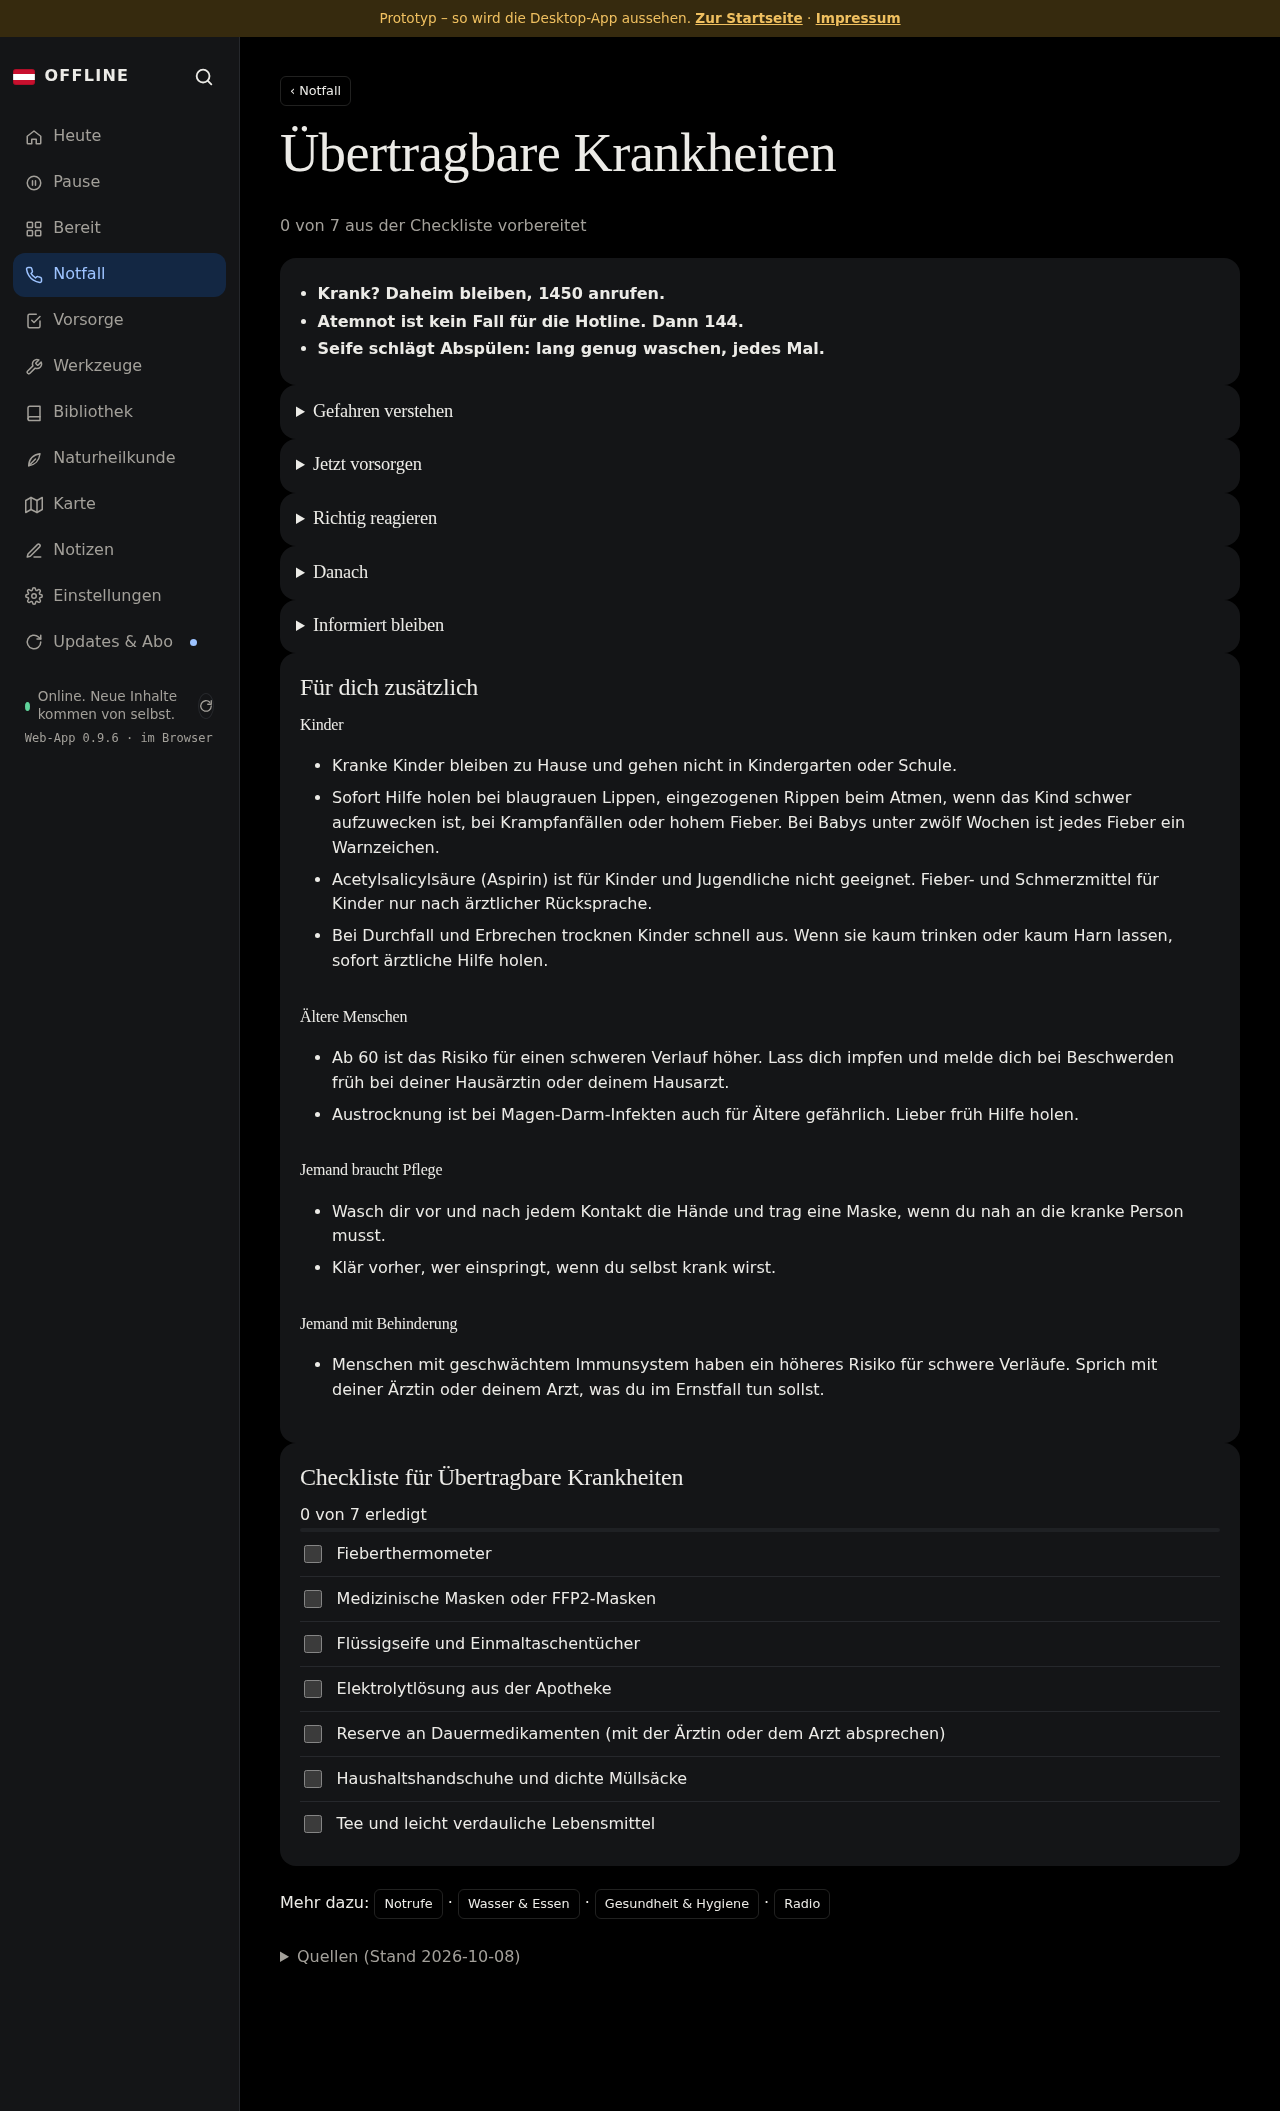 Prototyp – so wird die Desktop-App aussehen. Zur Startseite · Impressum
OFFLINE
Heute
Pause
Bereit
Notfall
Vorsorge
Werkzeuge
Bibliothek
Naturheilkunde
Karte
Notizen
Einstellungen
Updates & Abo
Online. Neue Inhalte
kommen von selbst.
Web-App 0.9.6 · im Browser
‹ Notfall
Übertragbare Krankheiten
0 von 7 aus der Checkliste vorbereitet
• Krank? Daheim bleiben, 1450 anrufen.
• Atemnot ist kein Fall für die Hotline. Dann 144.
• Seife schlägt Abspülen: lang genug waschen, jedes Mal.
Gefahren verstehen
Jetzt vorsorgen
Richtig reagieren
Danach
Informiert bleiben
Für dich zusätzlich
Kinder
• Kranke Kinder bleiben zu Hause und gehen nicht in Kindergarten oder Schule.
• Sofort Hilfe holen bei blaugrauen Lippen, eingezogenen Rippen beim Atmen, wenn das Kind schwer
aufzuwecken ist, bei Krampfanfällen oder hohem Fieber. Bei Babys unter zwölf Wochen ist jedes Fieber ein
Warnzeichen.
• Acetylsalicylsäure (Aspirin) ist für Kinder und Jugendliche nicht geeignet. Fieber- und Schmerzmittel für
Kinder nur nach ärztlicher Rücksprache.
• Bei Durchfall und Erbrechen trocknen Kinder schnell aus. Wenn sie kaum trinken oder kaum Harn lassen,
sofort ärztliche Hilfe holen.
Ältere Menschen
• Ab 60 ist das Risiko für einen schweren Verlauf höher. Lass dich impfen und melde dich bei Beschwerden
früh bei deiner Hausärztin oder deinem Hausarzt.
• Austrocknung ist bei Magen-Darm-Infekten auch für Ältere gefährlich. Lieber früh Hilfe holen.
Jemand braucht Pflege
• Wasch dir vor und nach jedem Kontakt die Hände und trag eine Maske, wenn du nah an die kranke Person
musst.
• Klär vorher, wer einspringt, wenn du selbst krank wirst.
Jemand mit Behinderung
• Menschen mit geschwächtem Immunsystem haben ein höheres Risiko für schwere Verläufe. Sprich mit
deiner Ärztin oder deinem Arzt, was du im Ernstfall tun sollst.
Checkliste für Übertragbare Krankheiten
0 von 7 erledigt
Fieberthermometer
Medizinische Masken oder FFP2-Masken
Flüssigseife und Einmaltaschentücher
Elektrolytlösung aus der Apotheke
Reserve an Dauermedikamenten (mit der Ärztin oder dem Arzt absprechen)
Haushaltshandschuhe und dichte Müllsäcke
Tee und leicht verdauliche Lebensmittel
Mehr dazu: Notrufe · Wasser & Essen · Gesundheit & Hygiene · Radio
Quellen (Stand 2026-10-08)